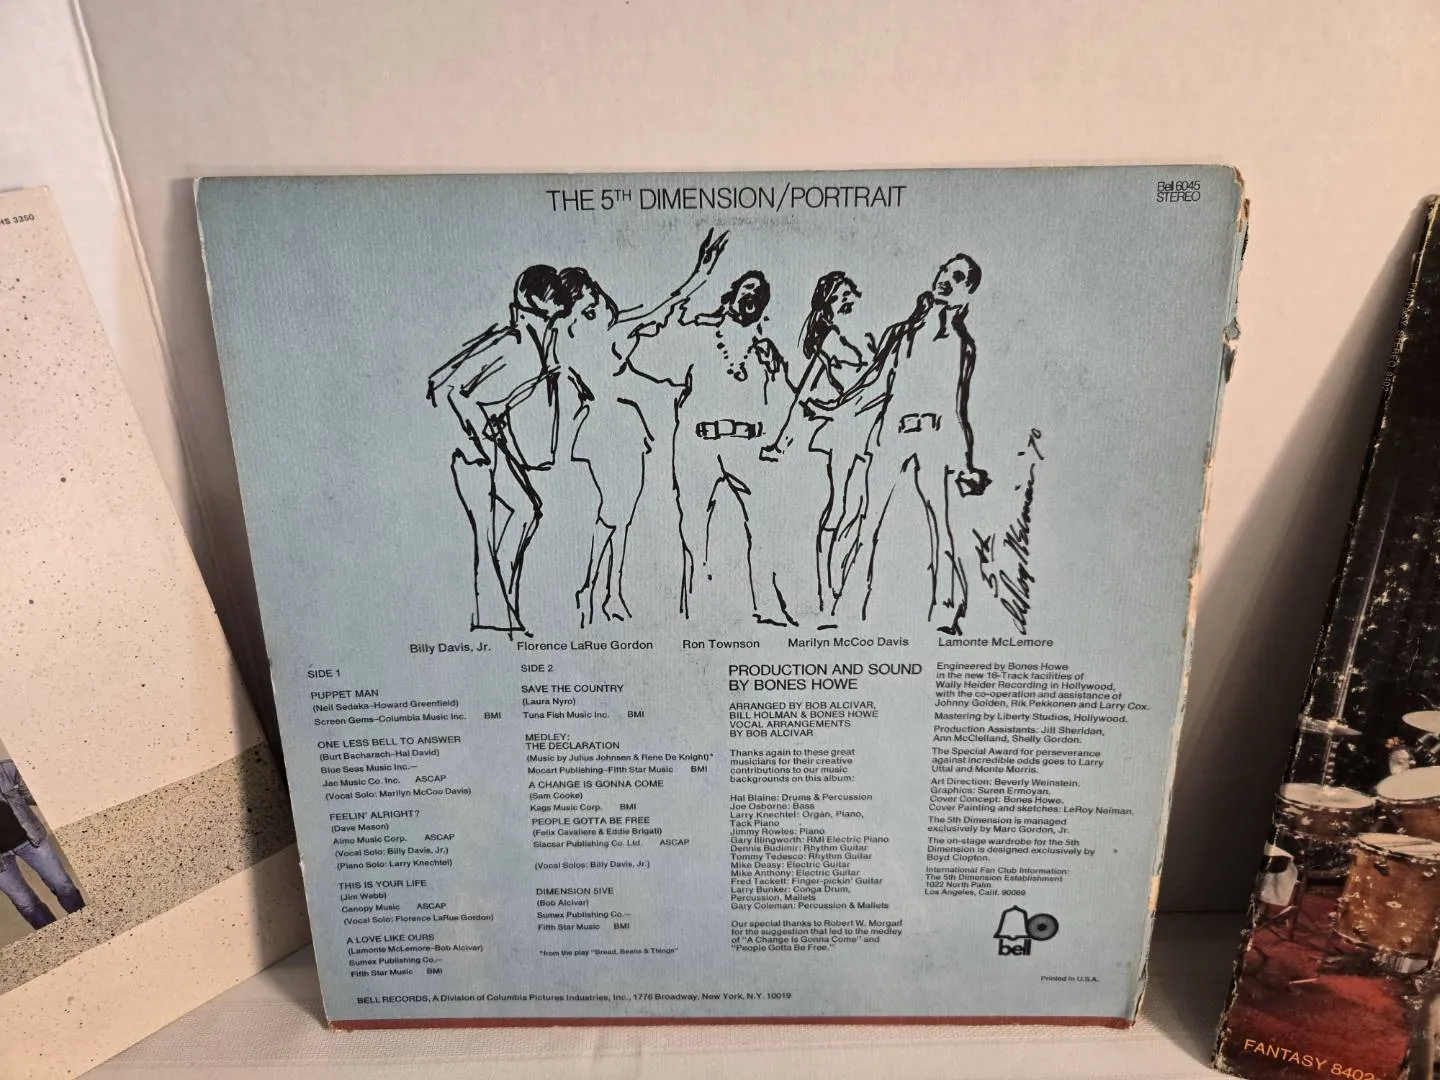 HS 3350
THE 5TH DIMENSION/PORTRAIT
Bell 6045
STEREO
5th
LeRoy Neiman '70
Billy Davis, Jr.
Florence LaRue Gordon
Ron Townson
Marilyn McCoo Davis
Lamonte McLemore
SIDE 1
PUPPET MAN
(Neil Sedaka–Howard Greenfield)
Screen Gems–Columbia Music Inc. BMI
ONE LESS BELL TO ANSWER
(Burt Bacharach–Hal David)
Blue Seas Music Inc.—
Jac Music Co. Inc. ASCAP
(Vocal Solo: Marilyn McCoo Davis)
FEELIN' ALRIGHT?
(Dave Mason)
Almo Music Corp. ASCAP
(Vocal Solo: Billy Davis, Jr.)
(Piano Solo: Larry Knechtel)
THIS IS YOUR LIFE
(Jim Webb)
Canopy Music ASCAP
(Vocal Solo: Florence LaRue Gordon)
A LOVE LIKE OURS
(Lamonte McLemore–Bob Alcivar)
Sumex Publishing Co.—
Fifth Star Music BMI
SIDE 2
SAVE THE COUNTRY
(Laura Nyro)
Tuna Fish Music Inc. BMI
MEDLEY:
THE DECLARATION
(Music by Julius Johnsen & Rene De Knight)*
Mocart Publishing–Fifth Star Music BMI
A CHANGE IS GONNA COME
(Sam Cooke)
Kags Music Corp. BMI
PEOPLE GOTTA BE FREE
(Felix Cavaliere & Eddie Brigati)
Slacsar Publishing Co. Ltd. ASCAP
(Vocal Solos: Billy Davis, Jr.)
DIMENSION 5IVE
(Bob Alcivar)
Sumex Publishing Co.—
Fifth Star Music BMI
*from the play "Bread, Beans & Things"
PRODUCTION AND SOUND
BY BONES HOWE
ARRANGED BY BOB ALCIVAR,
BILL HOLMAN & BONES HOWE
VOCAL ARRANGEMENTS
BY BOB ALCIVAR
Thanks again to these great
musicians for their creative
contributions to our music
backgrounds on this album:
Hal Blaine: Drums & Percussion
Joe Osborne: Bass
Larry Knechtel: Organ, Piano,
Tack Piano
Jimmy Rowles: Piano
Gary Illingworth: RMI Electric Piano
Dennis Budimir: Rhythm Guitar
Tommy Tedesco: Rhythm Guitar
Mike Deasy: Electric Guitar
Mike Anthony: Electric Guitar
Fred Tackett: Finger-pickin' Guitar
Larry Bunker: Conga Drum,
Percussion, Mallets
Gary Coleman: Percussion & Mallets
Our special thanks to Robert W. Morgan
for the suggestion that led to the medley
of "A Change Is Gonna Come" and
"People Gotta Be Free."
Engineered by Bones Howe
in the new 16-Track facilities of
Wally Heider Recording in Hollywood,
with the co-operation and assistance of
Johnny Golden, Rik Pekkonen and Larry Cox.
Mastering by Liberty Studios, Hollywood.
Production Assistants: Jill Sheridan,
Ann McClelland, Shelly Gordon.
The Special Award for perseverance
against incredible odds goes to Larry
Uttal and Monte Morris.
Art Direction: Beverly Weinstein.
Graphics: Suren Ermoyan.
Cover Concept: Bones Howe.
Cover Painting and sketches: LeRoy Neiman.
The 5th Dimension is managed
exclusively by Marc Gordon, Jr.
The on-stage wardrobe for the 5th
Dimension is designed exclusively by
Boyd Clopton.
International Fan Club Information:
The 5th Dimension Establishment
1022 North Palm
Los Angeles, Calif. 90069
bell
Printed in U.S.A.
BELL RECORDS, A Division of Columbia Pictures Industries, Inc., 1776 Broadway, New York, N.Y. 10019
FANTASY 8402